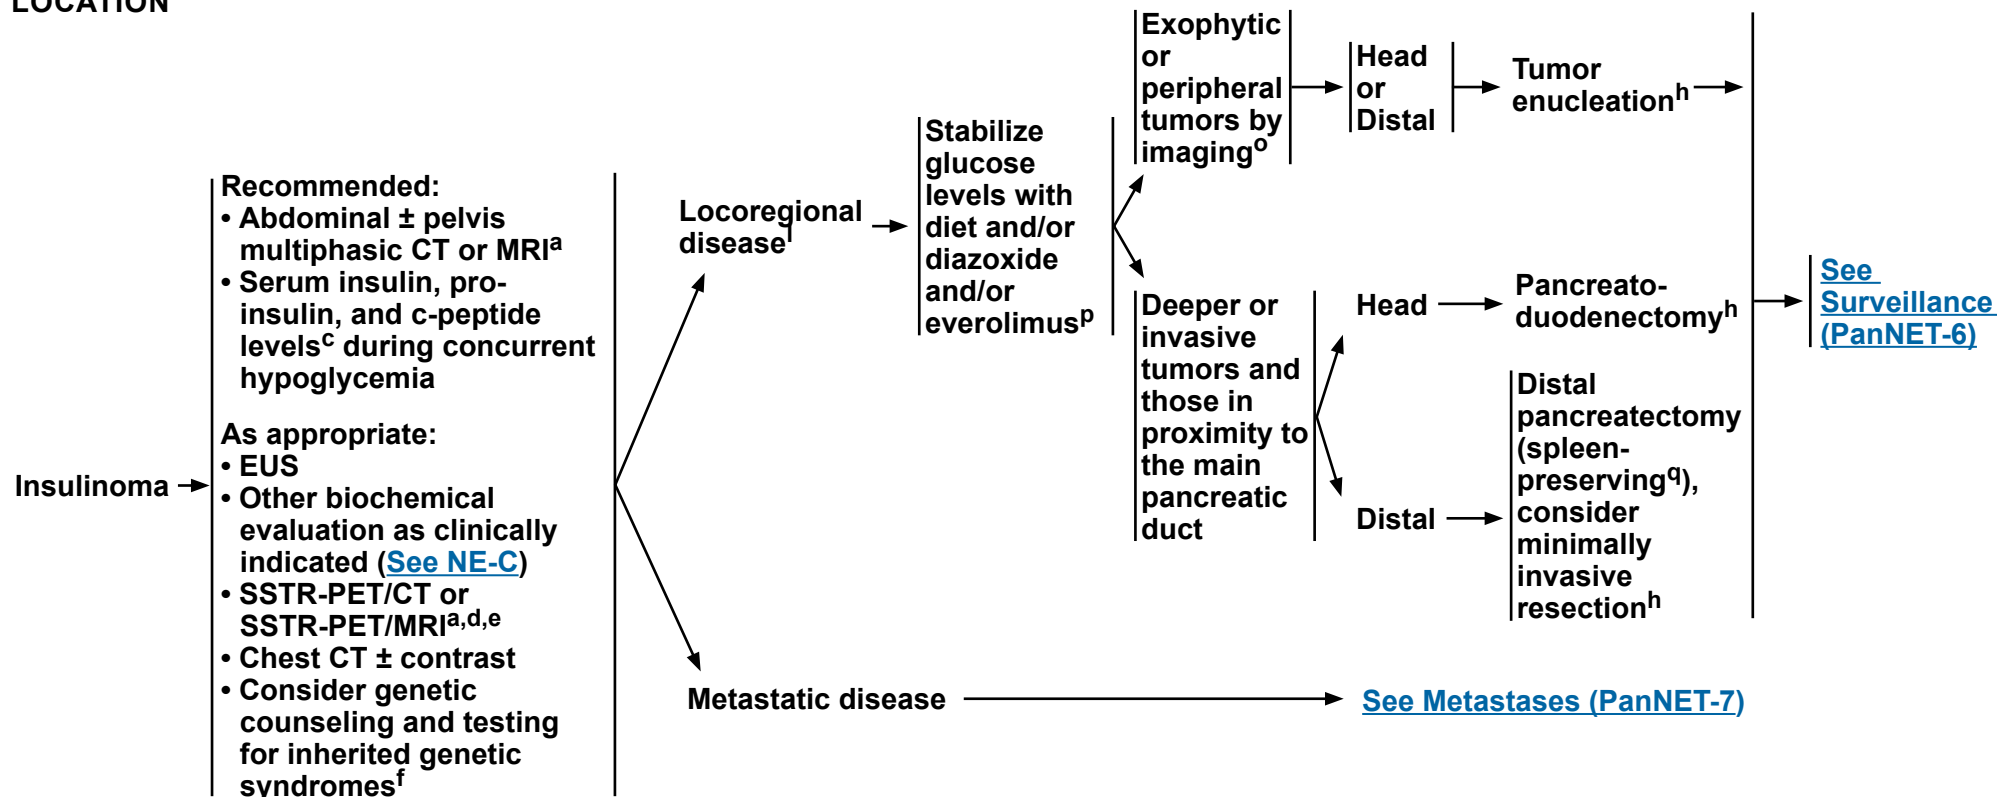 LOCATION
Insulinoma
Recommended:
• Abdominal ± pelvis
multiphasic CT or MRIᵃ
• Serum insulin, pro-
insulin, and c-peptide
levelsᶜ during concurrent
hypoglycemia
As appropriate:
• EUS
• Other biochemical
evaluation as clinically
indicated (See NE-C)
• SSTR-PET/CT or
SSTR-PET/MRIᵃ,ᵈ,ᵉ
• Chest CT ± contrast
• Consider genetic
counseling and testing
for inherited genetic
syndromesᶠ
Locoregional
diseaseˡ
Stabilize
glucose
levels with
diet and/or
diazoxide
and/or
everolimusᵖ
Exophytic
or
peripheral
tumors by
imagingᵒ
Head
or
Distal
Tumor
enucleationʰ
Deeper or
invasive
tumors and
those in
proximity to
the main
pancreatic
duct
Head
Pancreato-
duodenectomyʰ
Distal
Distal
pancreatectomy
(spleen-
preserving^q),
consider
minimally
invasive
resectionʰ
See
Surveillance
(PanNET-6)
Metastatic disease
See Metastases (PanNET-7)